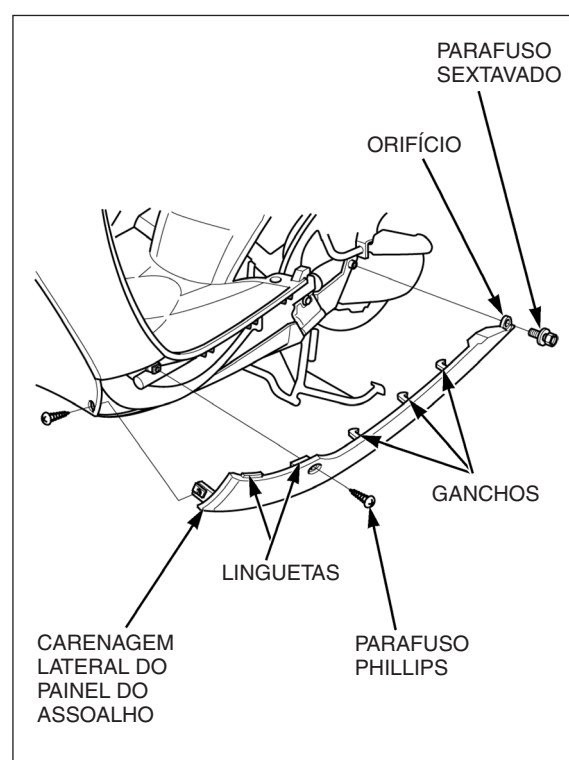 PARAFUSO
SEXTAVADO
ORIFÍCIO
GANCHOS
LINGUETAS
CARENAGEM
LATERAL DO
PAINEL DO
ASSOALHO
PARAFUSO
PHILLIPS